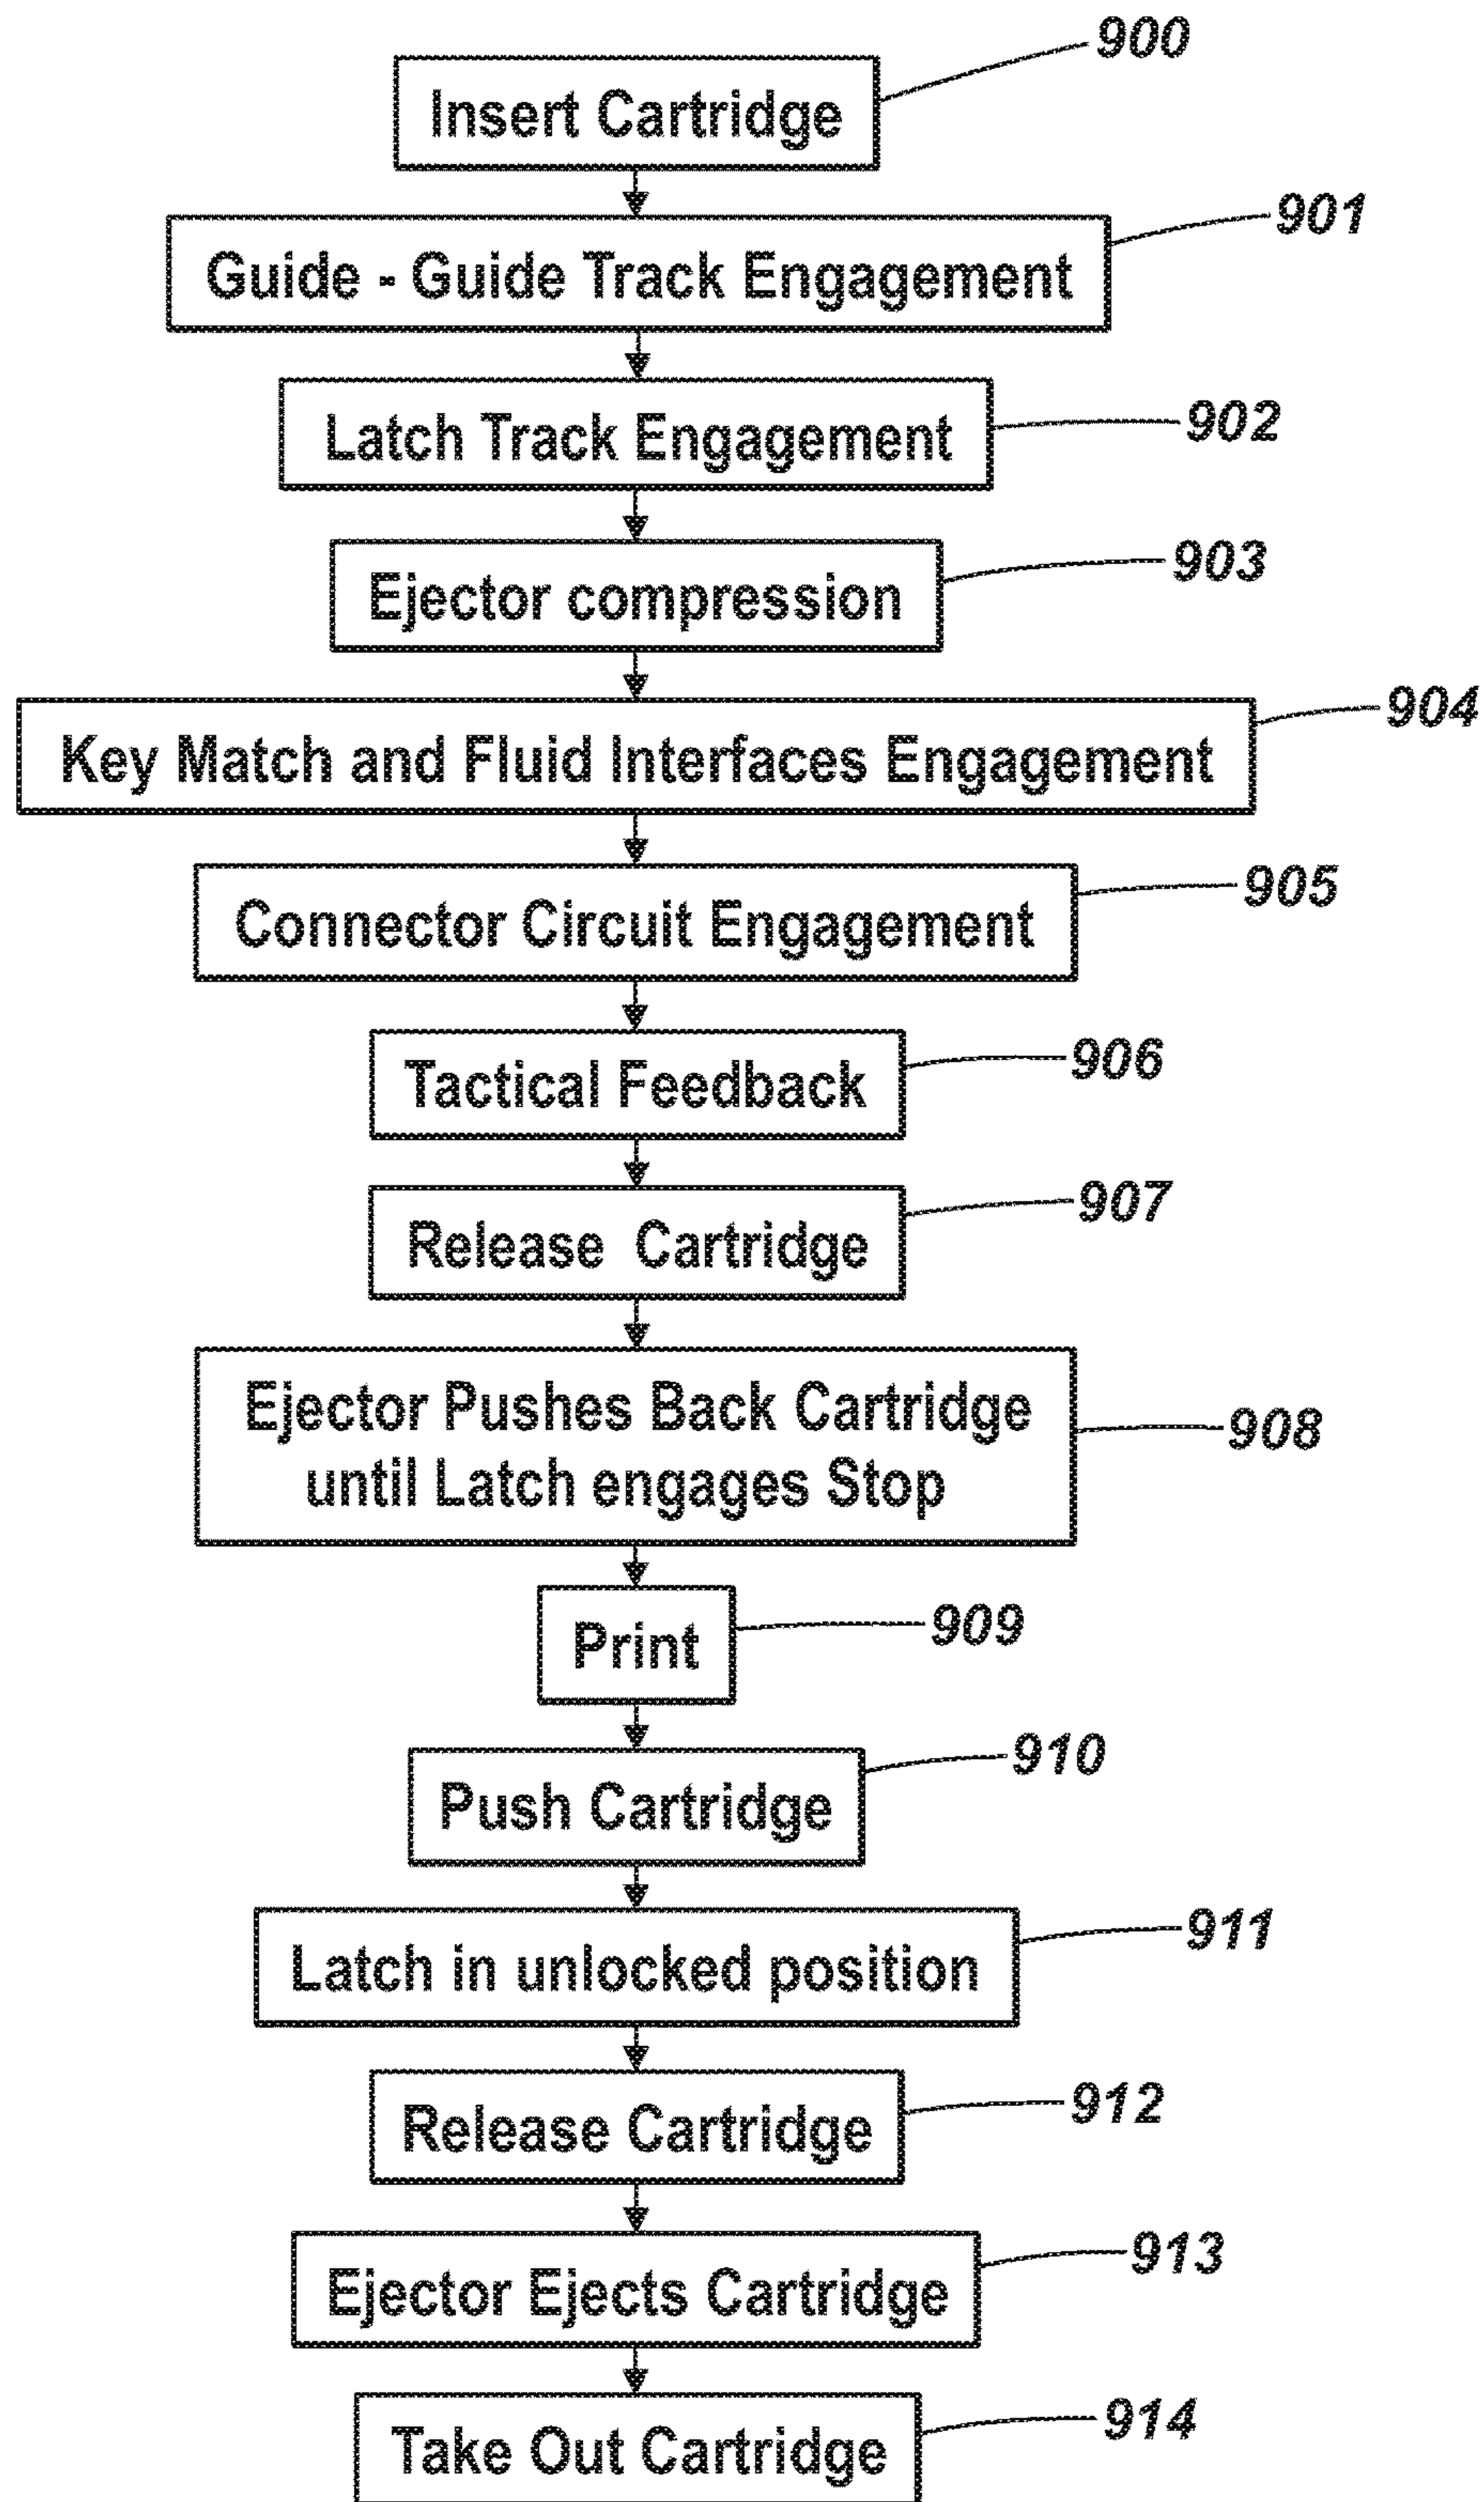 900
Insert Cartridge
901
Guide - Guide Track Engagement
902
Latch Track Engagement
903
Ejector compression
904
Key Match and Fluid Interfaces Engagement
905
Connector Circuit Engagement
906
Tactical Feedback
907
Release Cartridge
908
Ejector Pushes Back Cartridge
until Latch engages Stop
909
Print
910
Push Cartridge
911
Latch in unlocked position
912
Release Cartridge
913
Ejector Ejects Cartridge
914
Take Out Cartridge